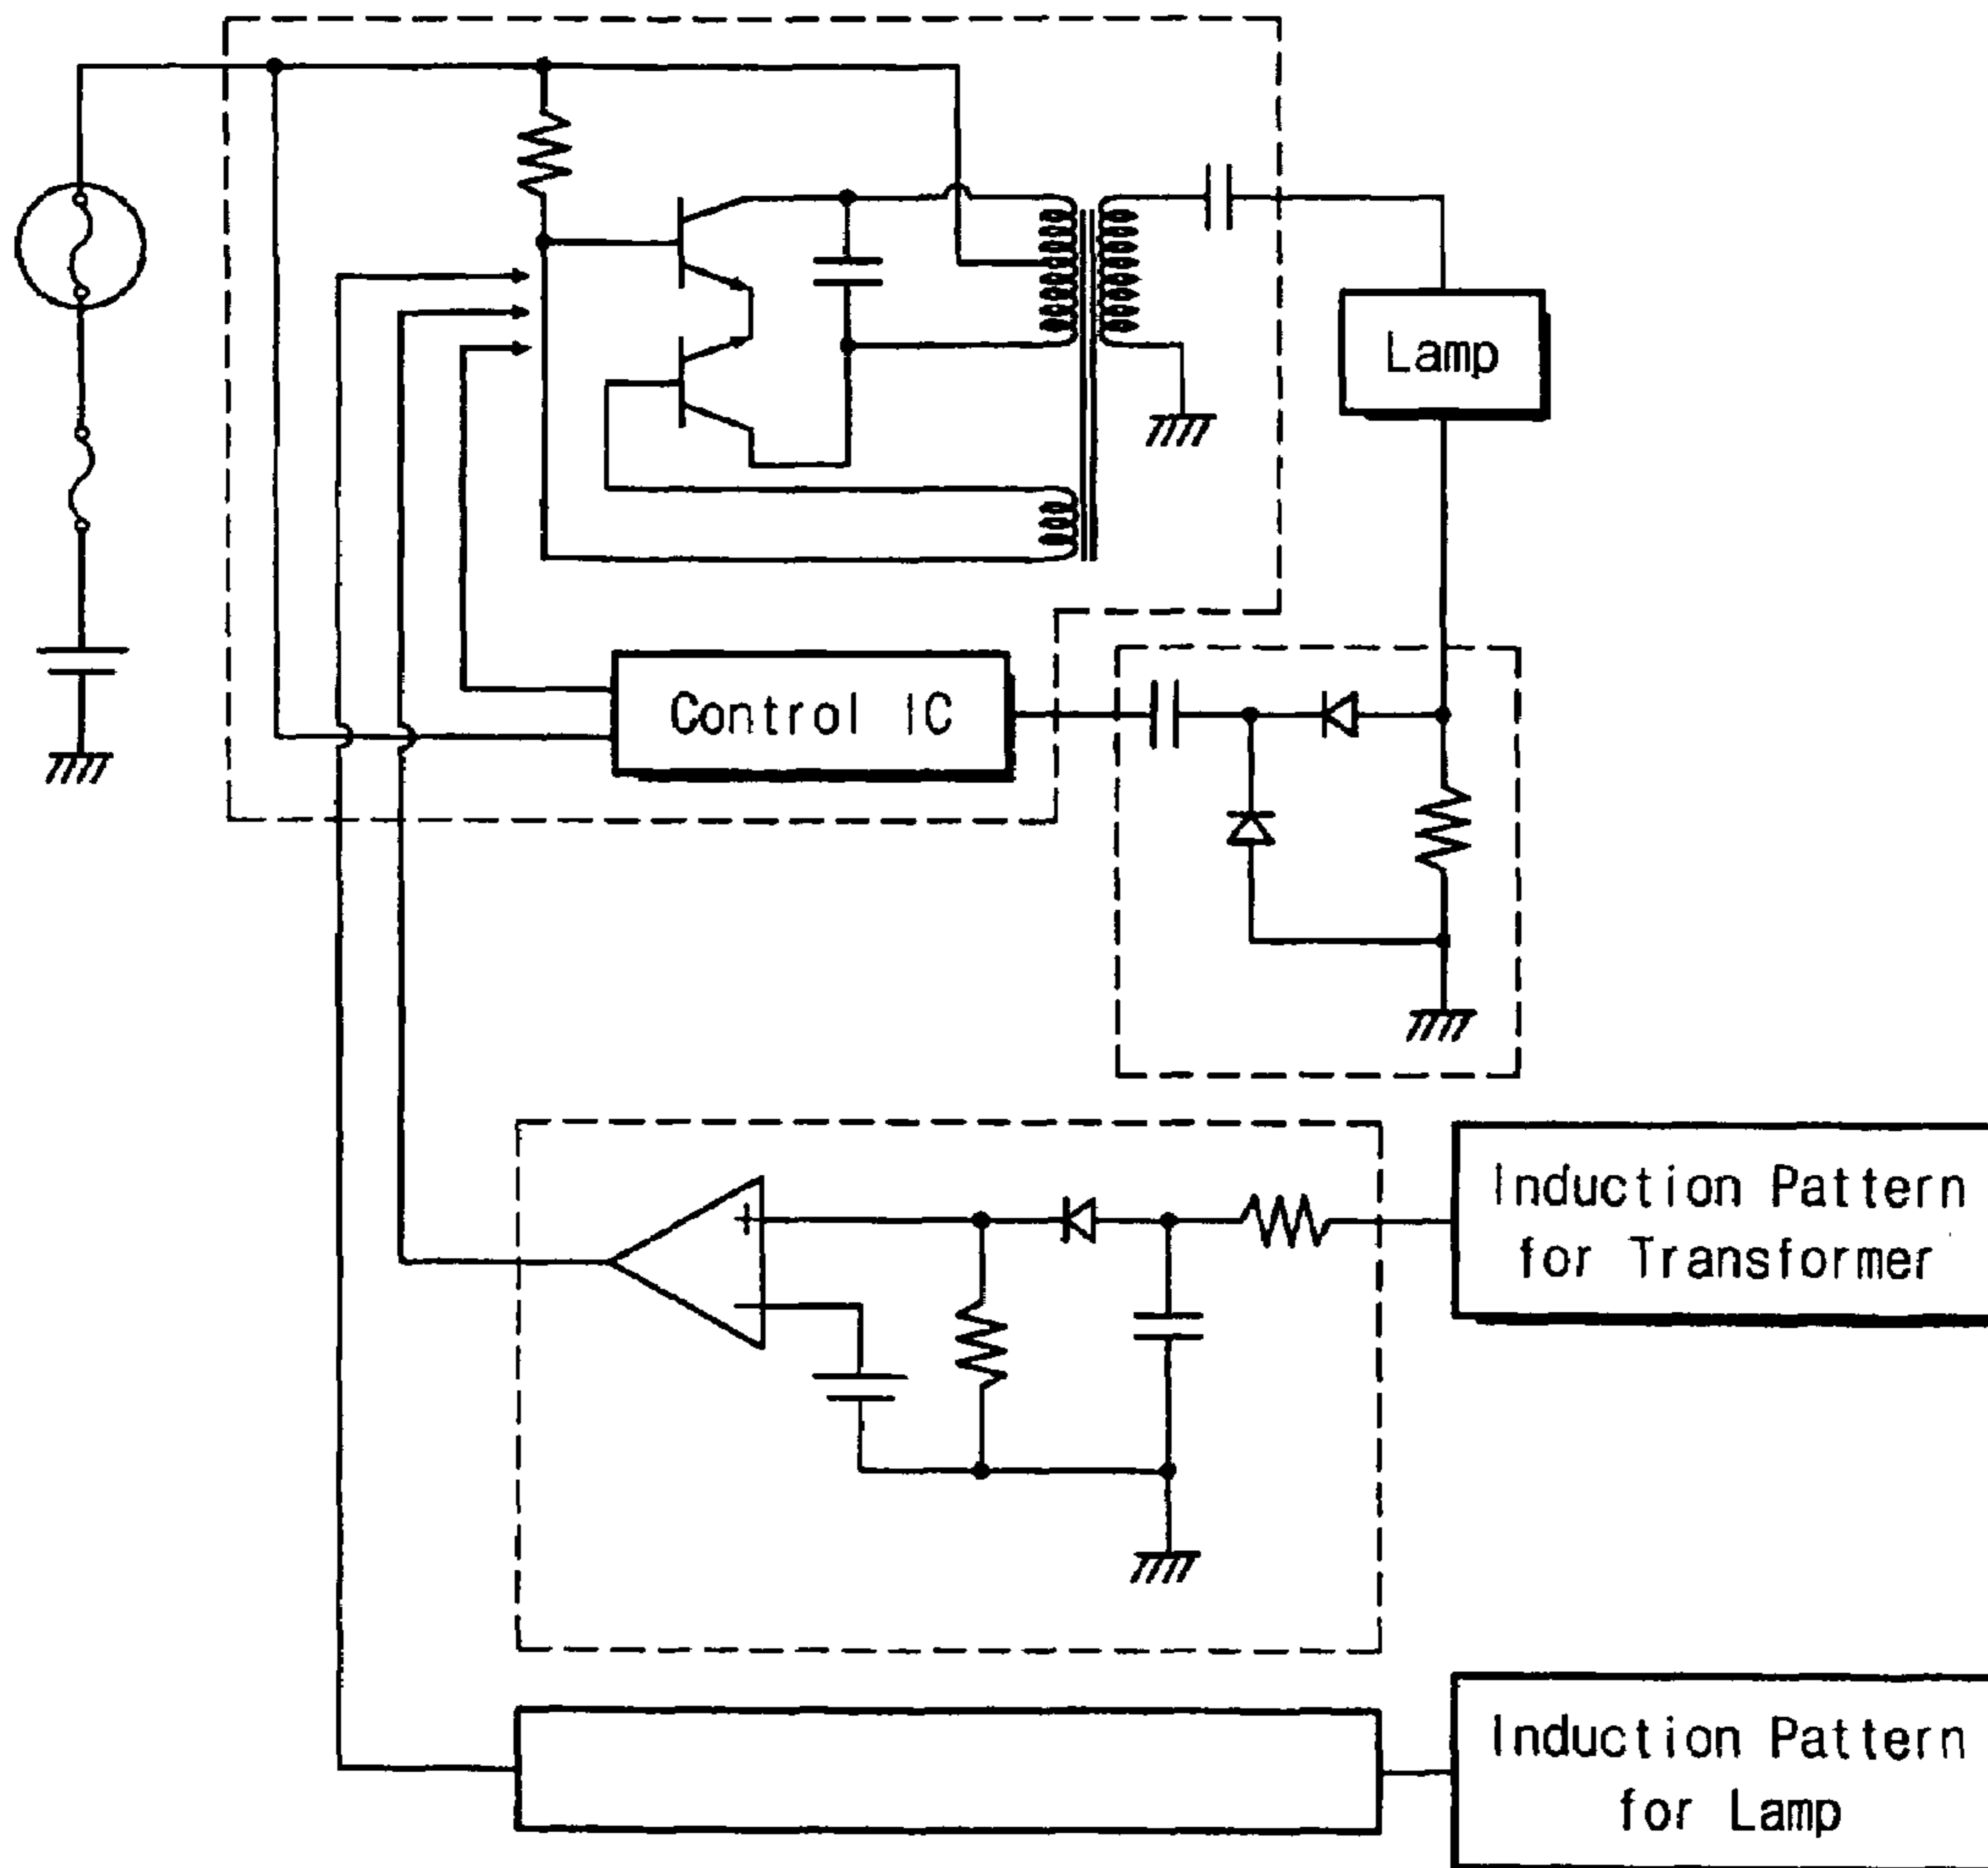 Lamp
Control IC
+
−
Induction Pattern
for Transformer
Induction Pattern
for Lamp